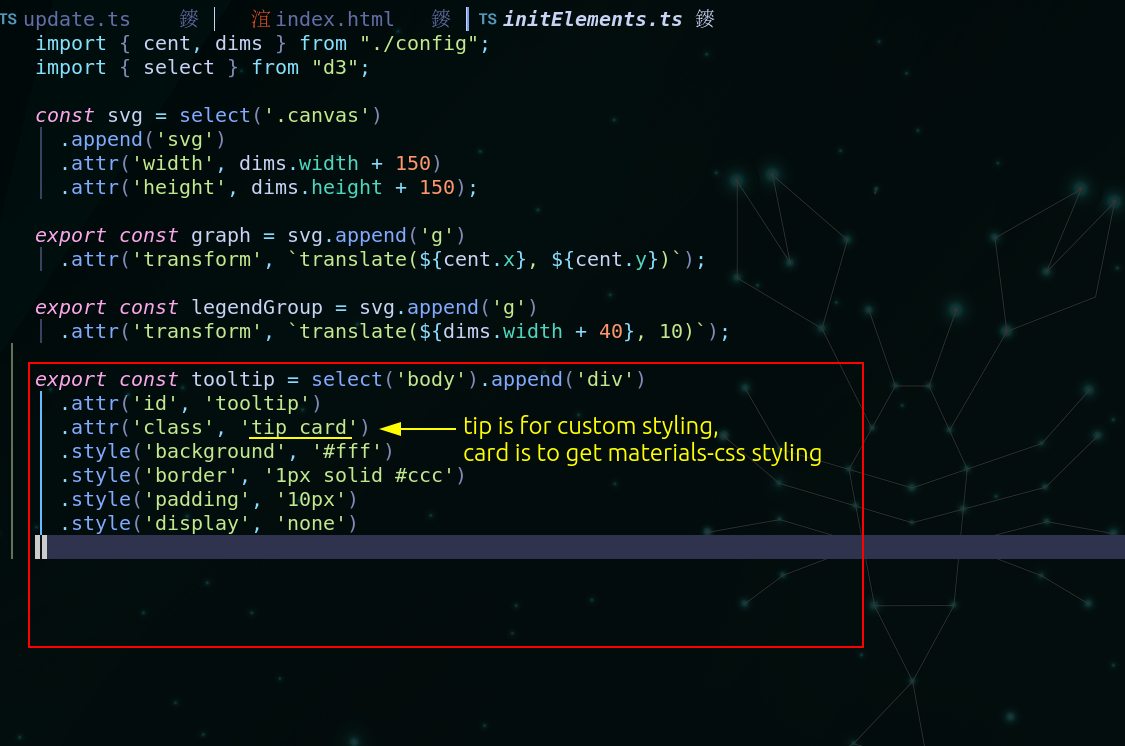 TS update.ts 鎫 index.html 鎫 TS initElements.ts 鎫
import { cent, dims } from "./config";
import { select } from "d3";
const svg = select('.canvas')
.append('svg')
.attr('width', dims.width + 150)
.attr('height', dims.height + 150);
export const graph = svg.append('g')
.attr('transform', `translate(${cent.x}, ${cent.y})`);
export const legendGroup = svg.append('g')
.attr('transform', `translate(${dims.width + 40}, 10)`);
export const tooltip = select('body').append('div')
.attr('id', 'tooltip')
.attr('class', 'tip card')
tip is for custom styling,
card is to get materials-css styling
.style('background', '#fff')
.style('border', '1px solid #ccc')
.style('padding', '10px')
.style('display', 'none')